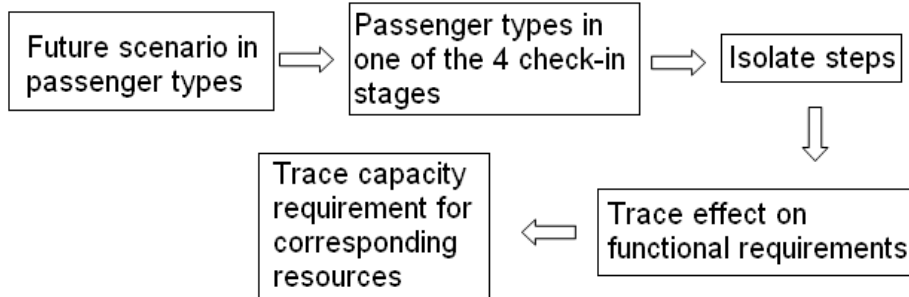 Future scenario in
passenger types
Passenger types in
one of the 4 check-in
stages
Isolate steps
Trace effect on
functional requirements
Trace capacity
requirement for
corresponding
resources